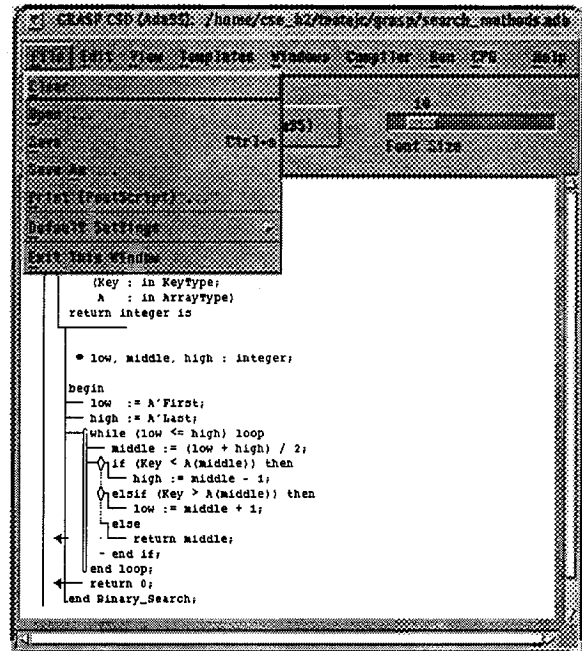 GRASP CSD (Ada95): /home/cse_h2/teatejc/grasp/search_methods.adb
File Edit View Templates Windows Compiler Run CPG Help
Clear
Open ...
Save Ctrl-s
Save As ...
Print (PostScript) ...
Default Settings
Exit This Window
a95)
10
Font Size
(Key : in KeyType;
A : in ArrayType)
return integer is
low, middle, high : integer;
begin
low := A'First;
high := A'Last;
while (low <= high) loop
middle := (low + high) / 2;
if (Key < A(middle)) then
high := middle - 1;
elsif (Key > A(middle)) then
low := middle + 1;
else
return middle;
end if;
end loop;
return 0;
end Binary_Search;